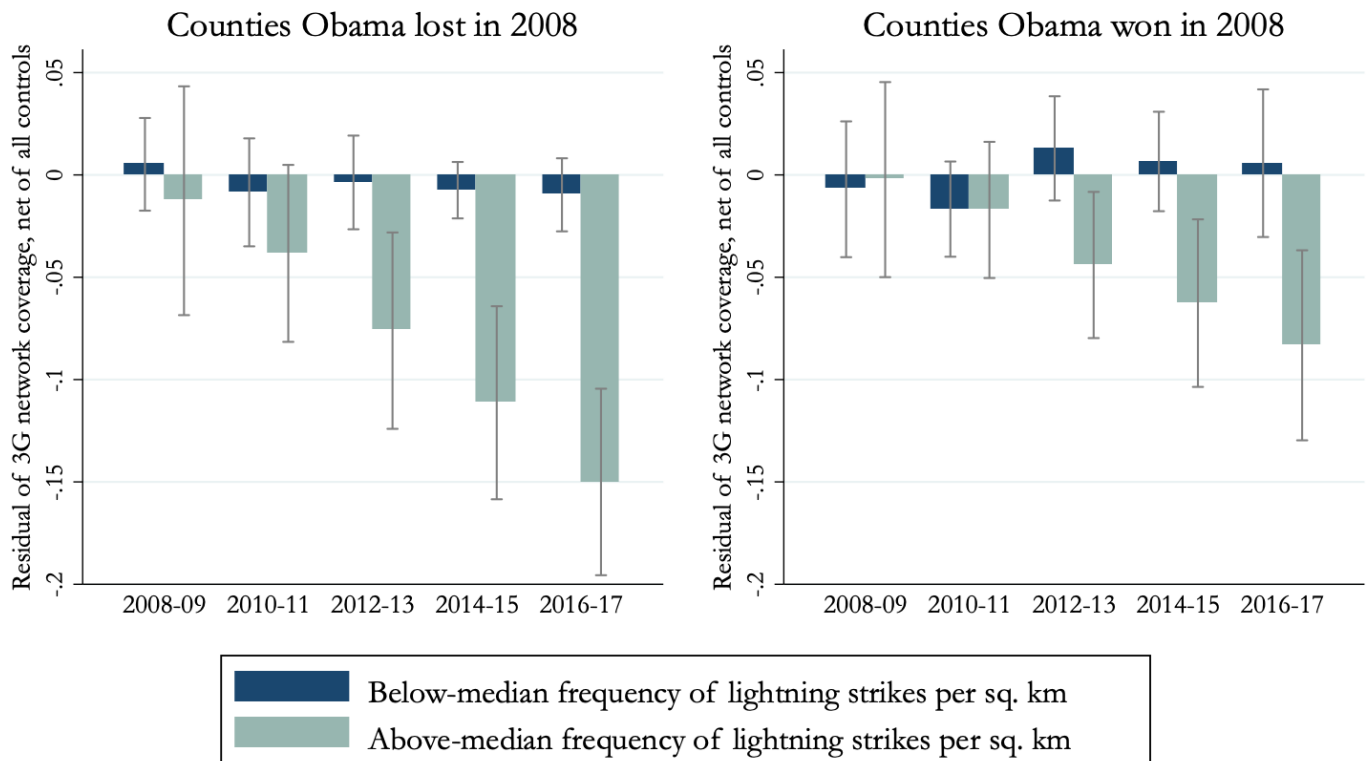 Counties Obama lost in 2008
Residual of 3G network coverage, net of all controls
.05
0
-.05
-.1
-.15
-.2
2008-09 2010-11 2012-13 2014-15 2016-17
Counties Obama won in 2008
Residual of 3G network coverage, net of all controls
.05
0
-.05
-.1
-.15
-.2
2008-09 2010-11 2012-13 2014-15 2016-17
Below-median frequency of lightning strikes per sq. km
Above-median frequency of lightning strikes per sq. km